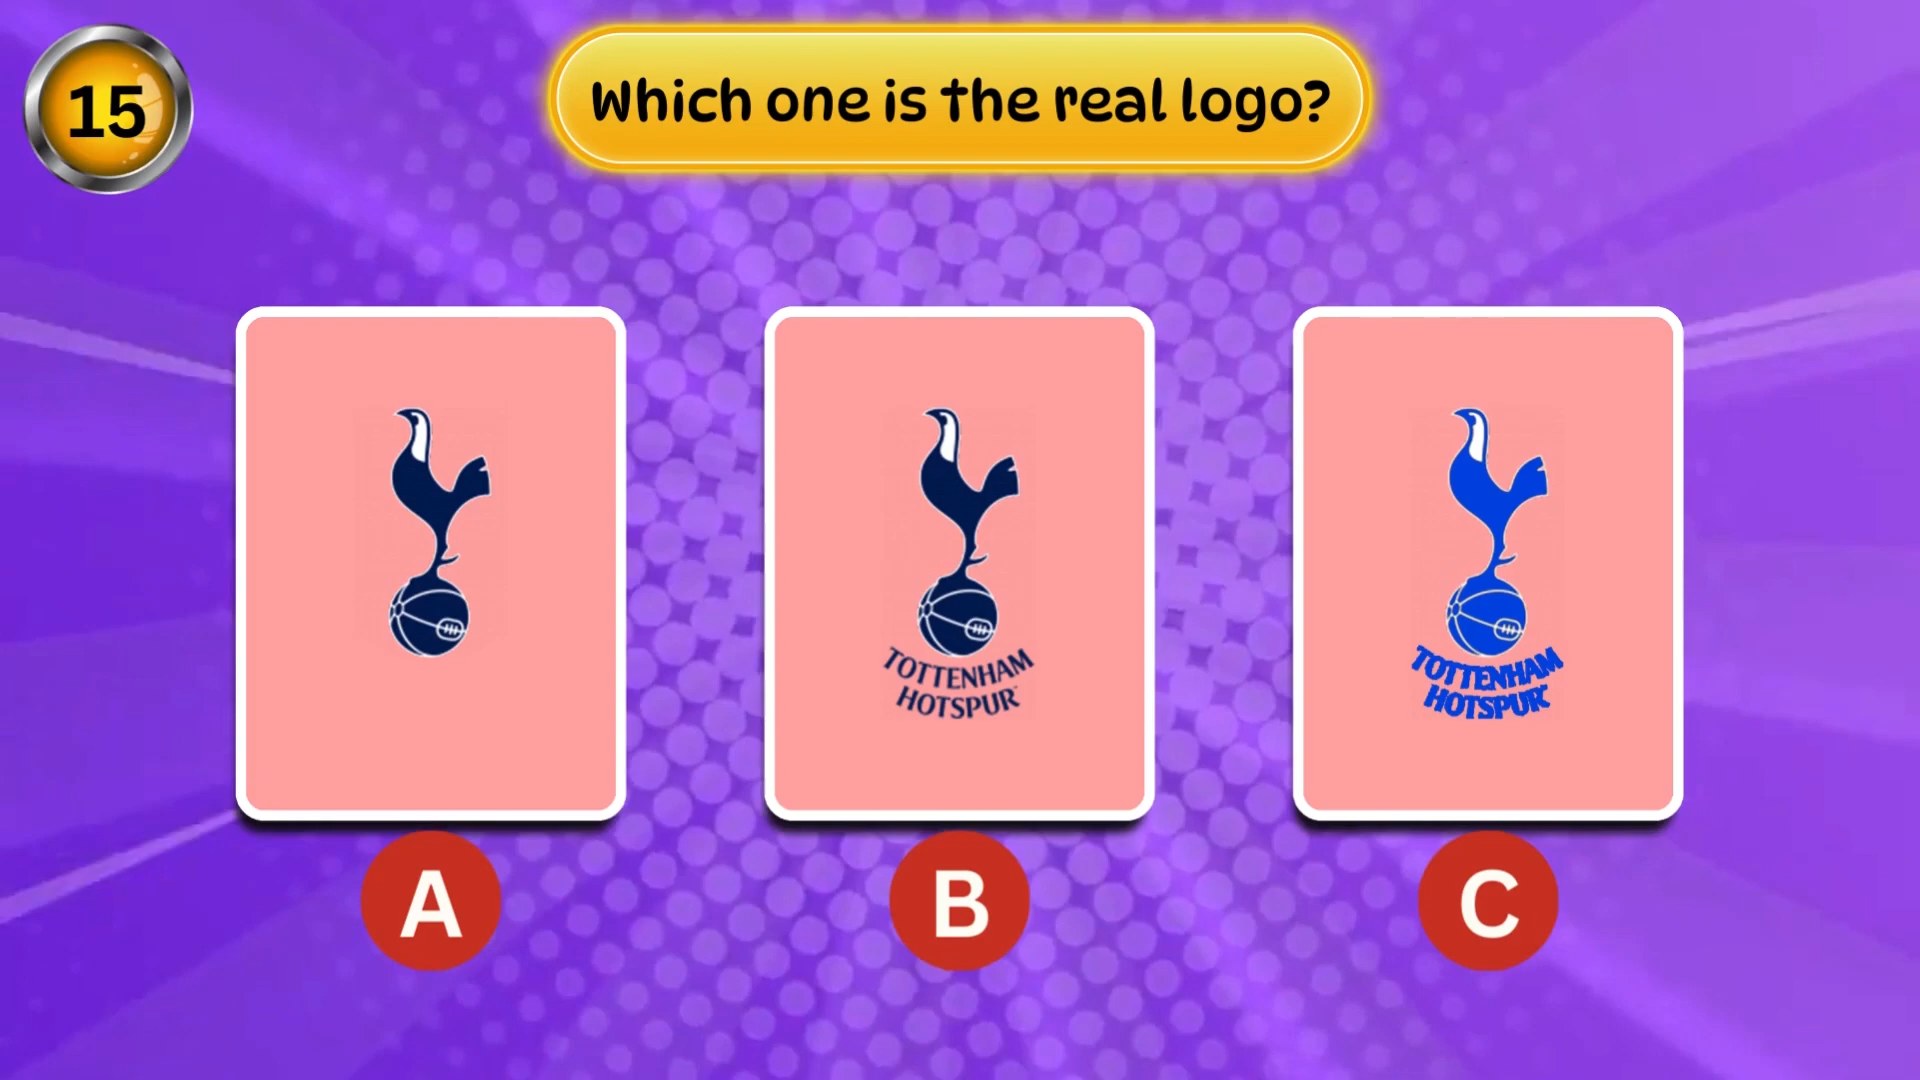 15
Which one is the real logo?
TOTTENHAM
HOTSPUR
TOTTENHAM
HOTSPUR
A
B
C